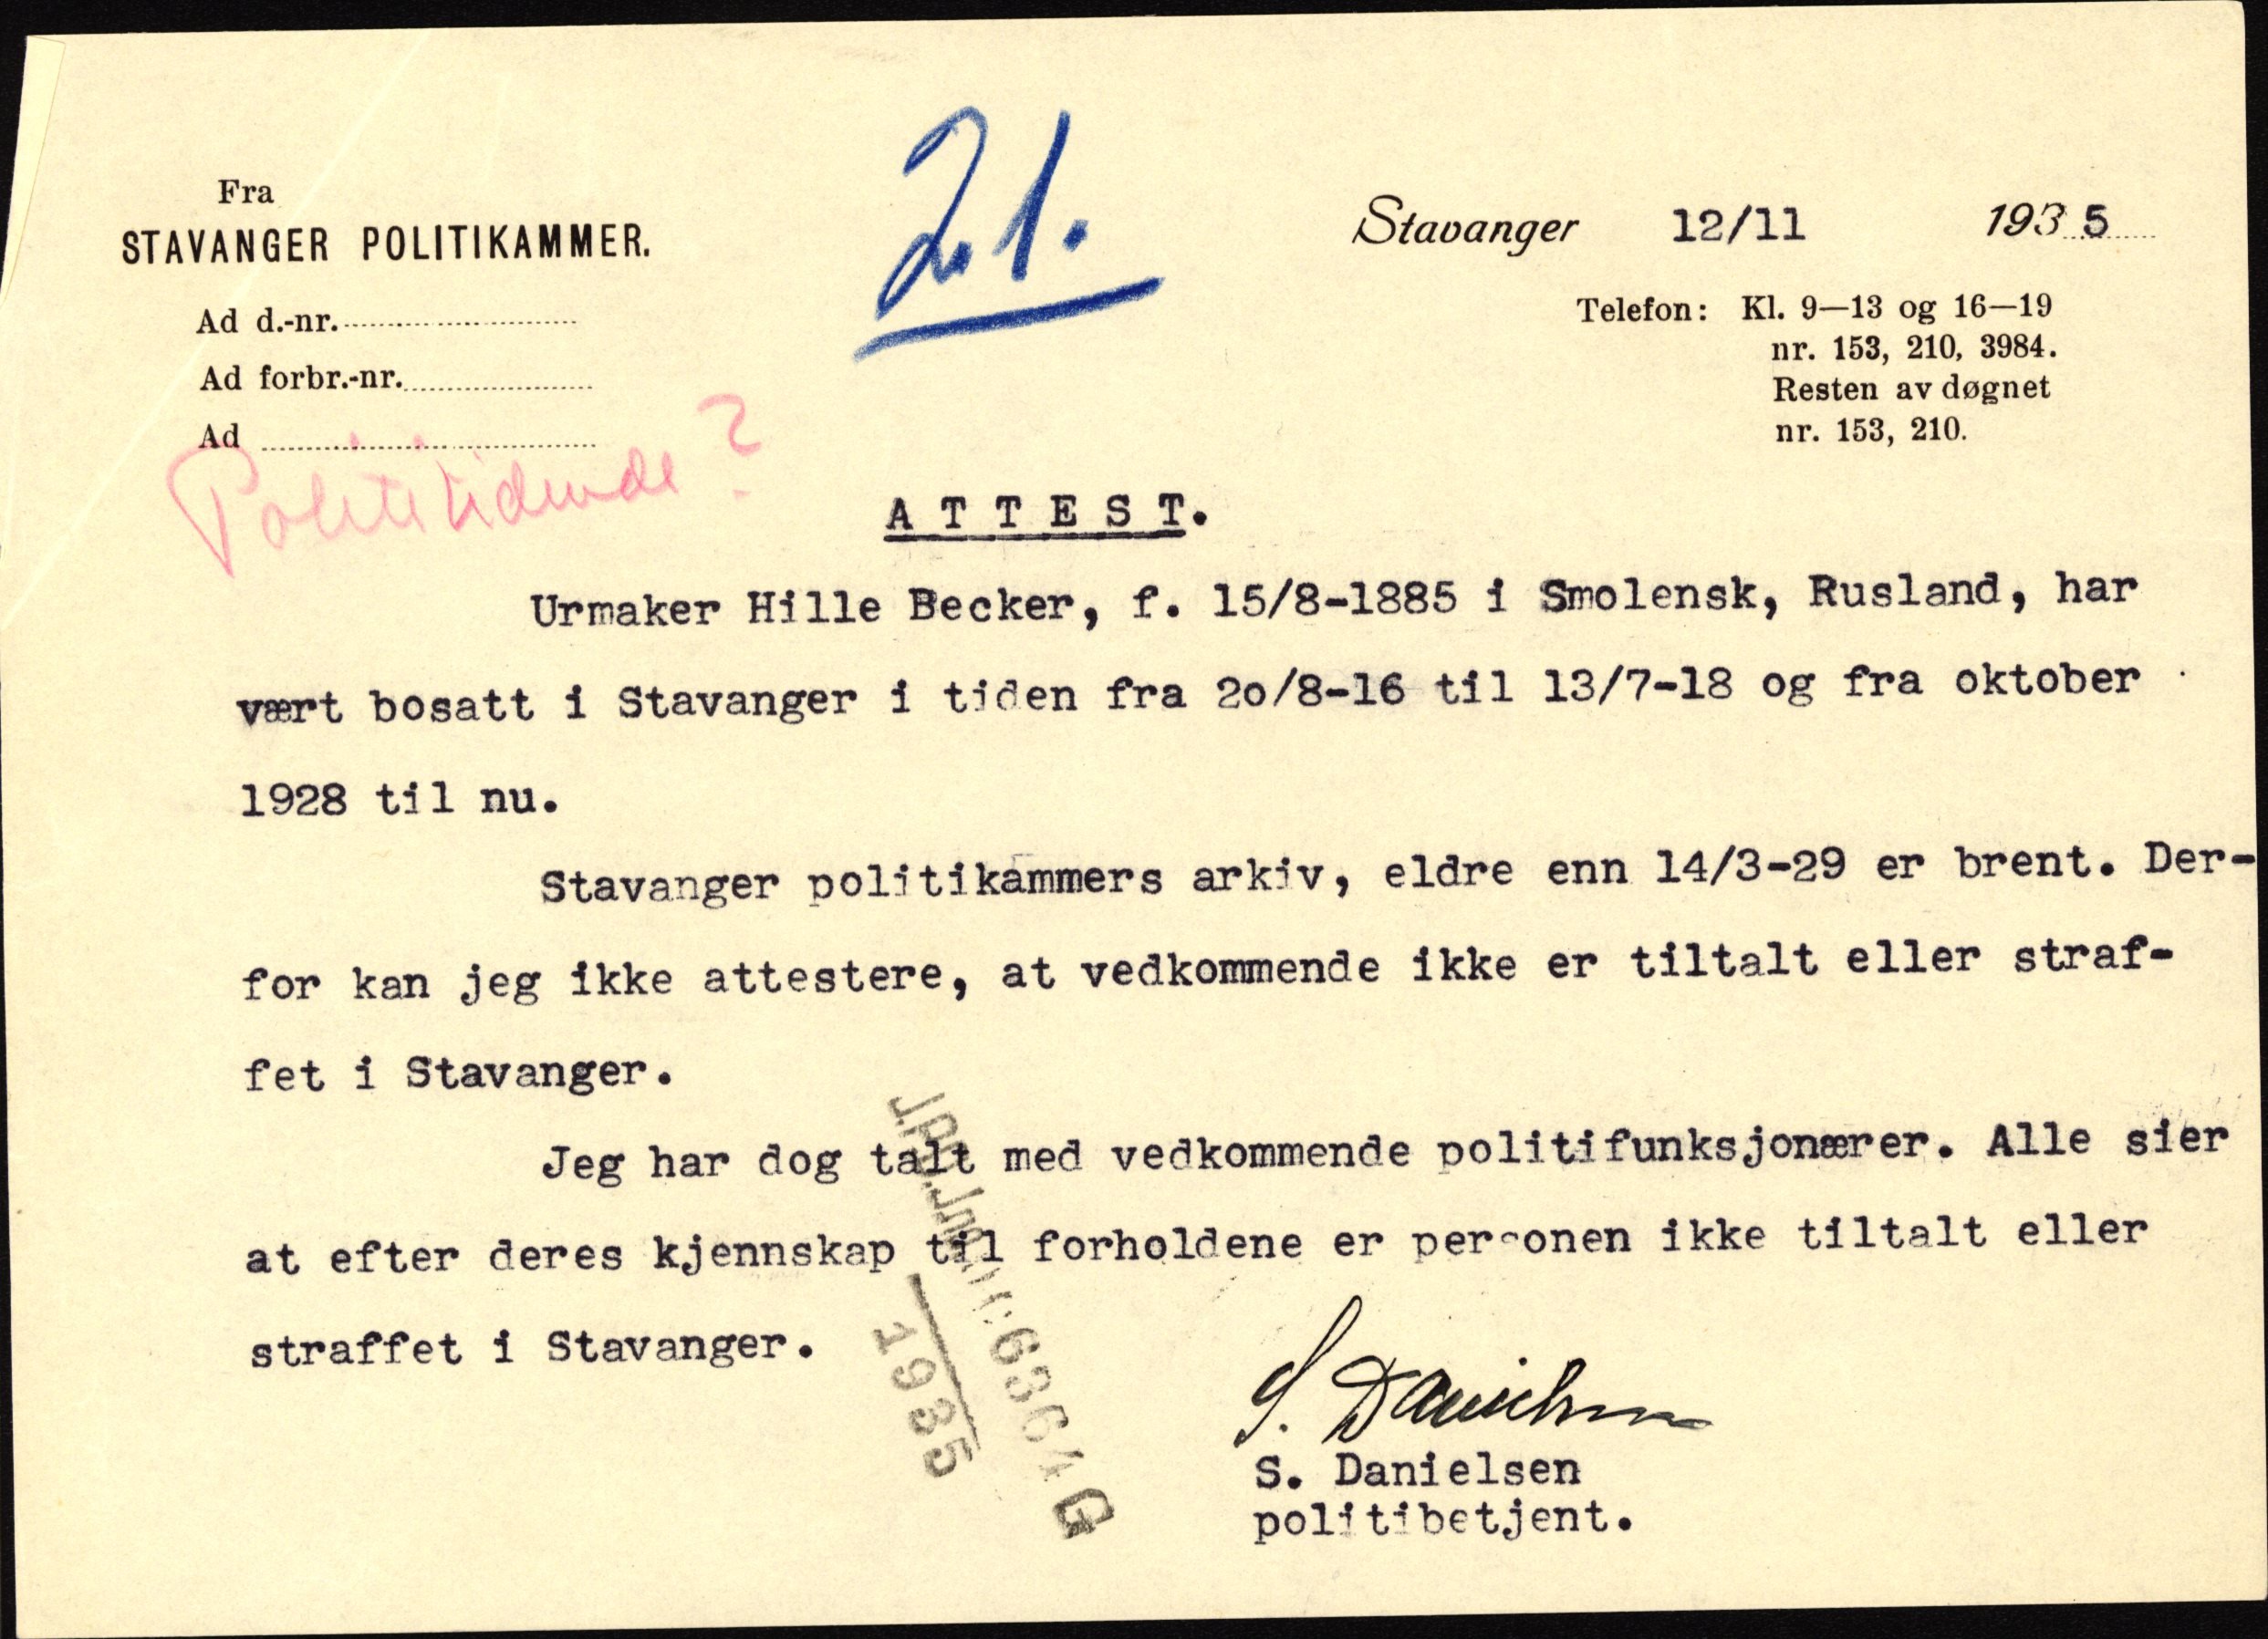 21.
Fra
STAVANGER POLITIKAMMER.
Ad d.-nr.
Ad forbr.-nr.
Ad
Polititidende?
Stavanger 12/11 1935
Telefon: Kl. 9—13 og 16—19
nr. 153, 210, 3984.
Resten av døgnet
nr. 153, 210.
ATTEST.
Urmaker Hille Becker, f. 15/8-1885 i Smolensk, Rusland, har
vært bosatt i Stavanger i tiden fra 2o/8-16 til 13/7-18 og fra oktober
1928 til nu.
Stavanger politikammers arkiv, eldre enn 14/3-29 er brent. Der-
for kan jeg ikke attestere, at vedkommende ikke er tiltalt eller straf-
fet i Stavanger.
Jeg har dog talt med vedkommende politifunksjonærer. Alle sier
at efter deres kjennskap til forholdene er personen ikke tiltalt eller
straffet i Stavanger.
6364 G
1935
S. Danielsen
S. Danielsen
politibetjent.